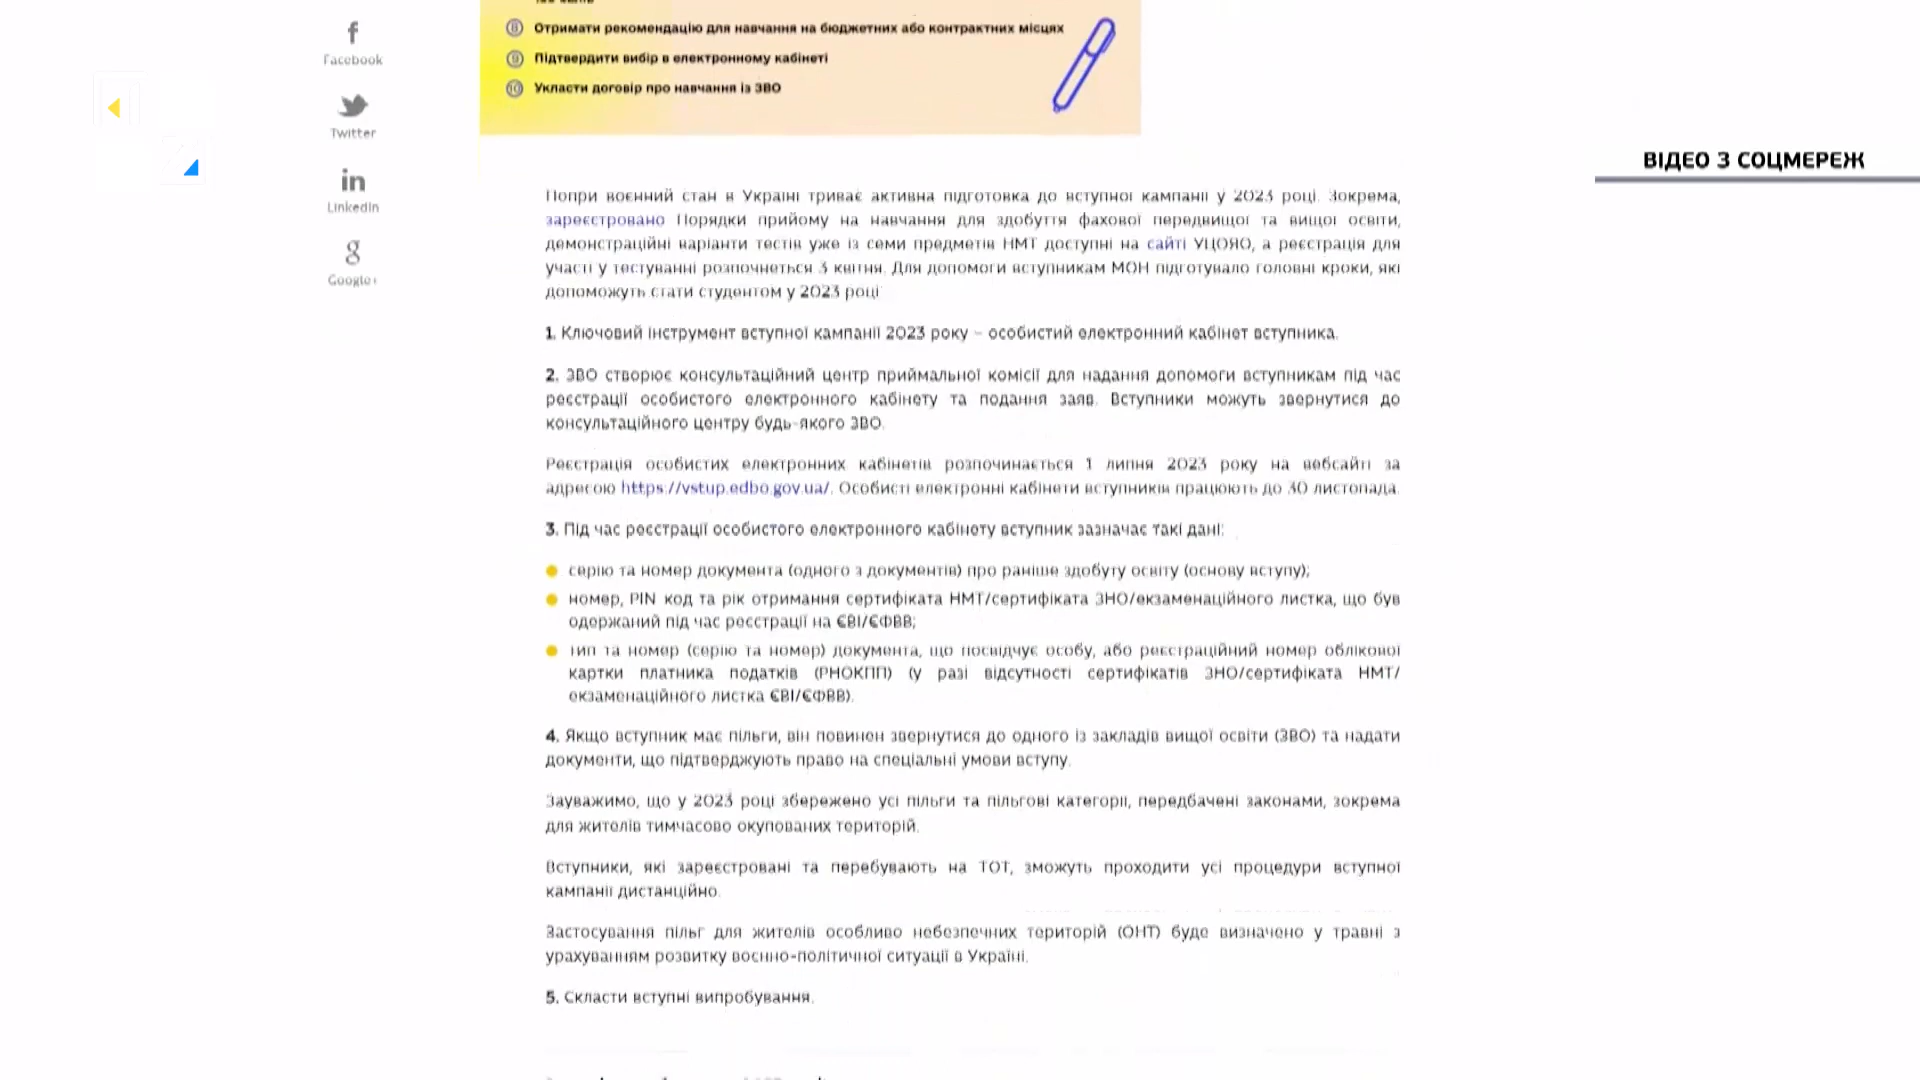 ⑧ Отримати рекомендацію для навчання на бюджетних або контрактних місцях
⑨ Підтвердити вибір в електронному кабінеті
⑩ Укласти договір про навчання із ЗВО
Facebook
Twitter
LinkedIn
Google+
ВІДЕО З СОЦМЕРЕЖ
Попри воєнний стан в Україні триває активна підготовка до вступної кампанії у 2023 році. Зокрема,
зареєстровано Порядки прийому на навчання для здобуття фахової передвищої та вищої освіти,
демонстраційні варіанти тестів уже із семи предметів НМТ доступні на сайті УЦОЯО, а реєстрація для
участі у тестуванні розпочнеться 3 квітня. Для допомоги вступникам МОН підготувало головні кроки, які
допоможуть стати студентом у 2023 році:
1. Ключовий інструмент вступної кампанії 2023 року – особистий електронний кабінет вступника.
2. ЗВО створює консультаційний центр приймальної комісії для надання допомоги вступникам під час
реєстрації особистого електронного кабінету та подання заяв. Вступники можуть звернутися до
консультаційного центру будь-якого ЗВО.
Реєстрація особистих електронних кабінетів розпочинається 1 липня 2023 року на вебсайті за
адресою https://vstup.edbo.gov.ua/. Особисті електронні кабінети вступників працюють до 30 листопада.
3. Під час реєстрації особистого електронного кабінету вступник зазначає такі дані:
серію та номер документа (одного з документів) про раніше здобуту освіту (основу вступу);
номер, PIN код та рік отримання сертифіката НМТ/сертифіката ЗНО/екзаменаційного листка, що був
одержаний під час реєстрації на ЄВІ/ЄФВВ;
тип та номер (серію та номер) документа, що посвідчує особу, або реєстраційний номер облікової
картки платника податків (РНОКПП) (у разі відсутності сертифікатів ЗНО/сертифіката НМТ/
екзаменаційного листка ЄВІ/ЄФВВ).
4. Якщо вступник має пільги, він повинен звернутися до одного із закладів вищої освіти (ЗВО) та надати
документи, що підтверджують право на спеціальні умови вступу.
Зауважимо, що у 2023 році збережено усі пільги та пільгові категорії, передбачені законами, зокрема
для жителів тимчасово окупованих територій.
Вступники, які зареєстровані та перебувають на ТОТ, зможуть проходити усі процедури вступної
кампанії дистанційно.
Застосування пільг для жителів особливо небезпечних територій (ОНТ) буде визначено у травні з
урахуванням розвитку воєнно-політичної ситуації в Україні.
5. Скласти вступні випробування.